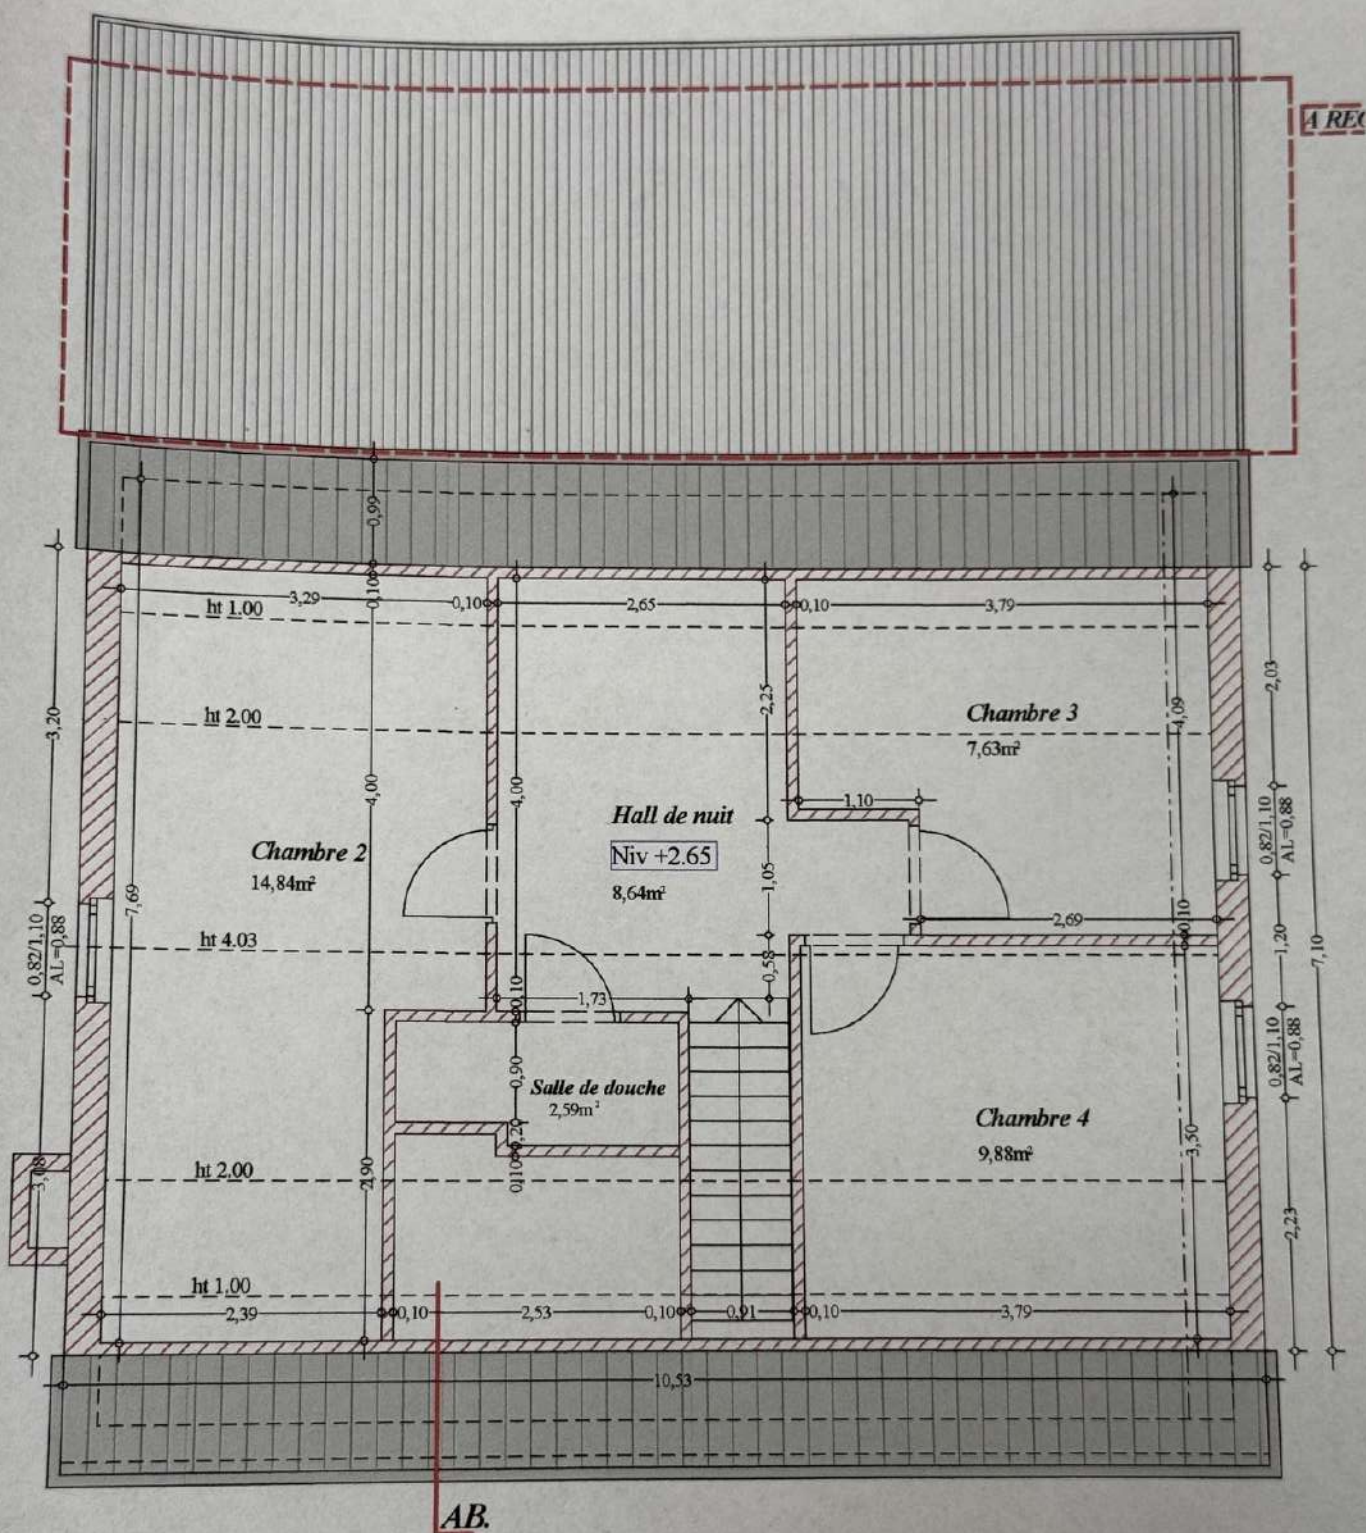 A REC
0,99
3,29
0,10
0,10
2,65
0,10
3,79
ht 1.00
ht 2.00
3,20
2,25
4,09
2,03
Chambre 3
7,63m²
4,00
4,00
1,10
Hall de nuit
Niv +2.65
8,64m²
Chambre 2
14,84m²
0,82/1,10
AL=0,88
1,05
7,69
2,69
0,10
0,82/1,10
AL=0,88
ht 4.03
1,20
7,10
0,58
0,10
1,73
0,90
Salle de douche
2,59m²
0,82/1,10
AL=0,88
Chambre 4
9,88m²
3,50
0,20
0,10
ht 2.00
2,90
3,08
2,23
ht 1.00
2,39
0,10
2,53
0,10
0,91
0,10
3,79
10,53
AB.